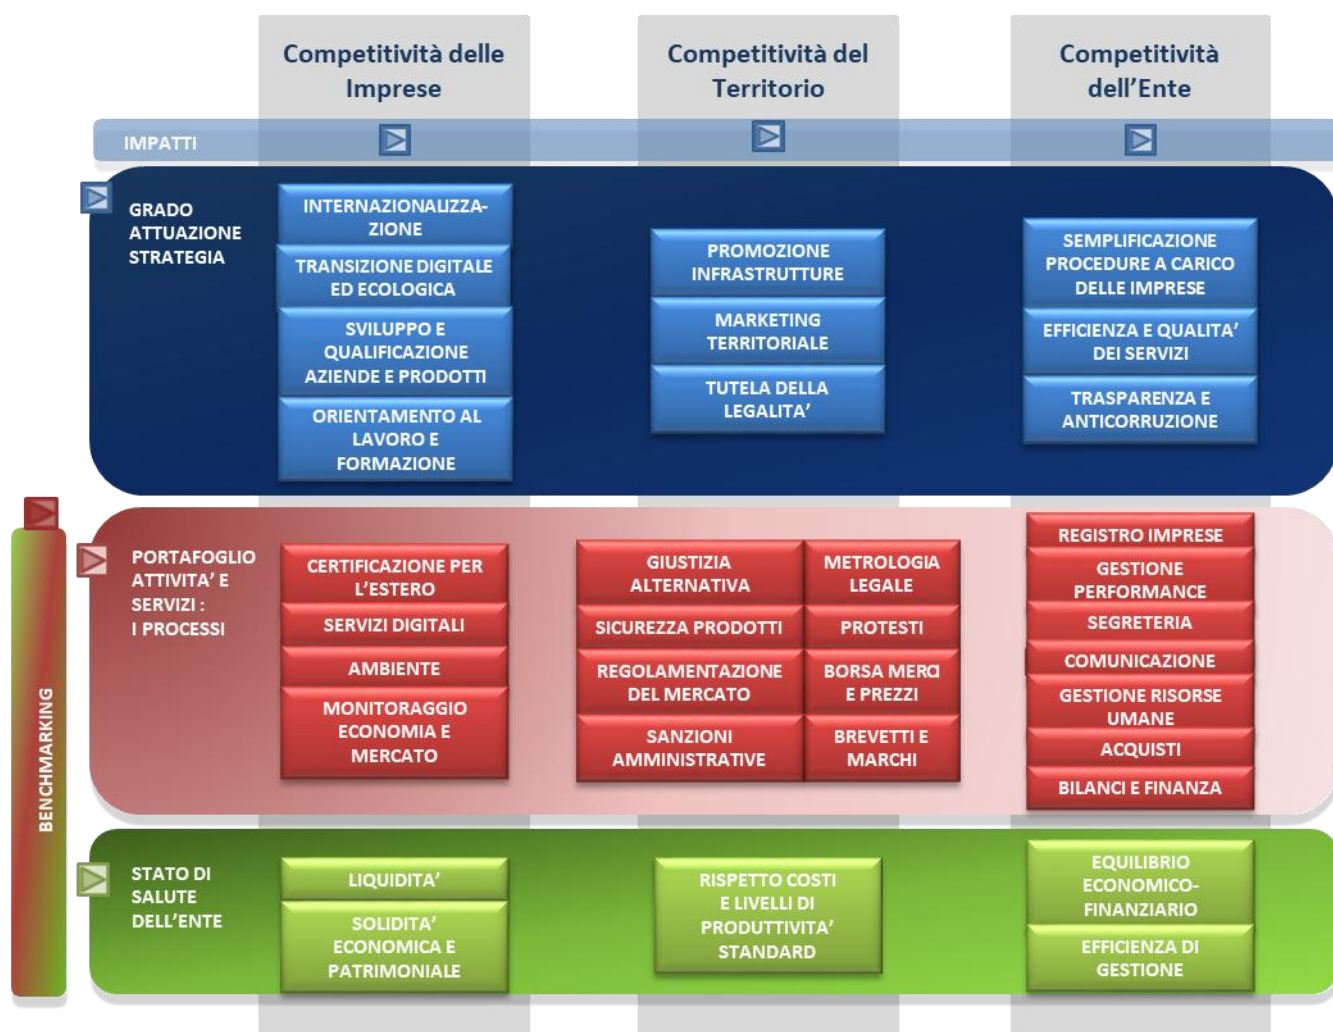 Competitività delle
Imprese
Competitività del
Territorio
Competitività
dell'Ente
IMPATTI
GRADO
ATTUAZIONE
STRATEGIA
INTERNAZIONALIZZA-
ZIONE
TRANSIZIONE DIGITALE
ED ECOLOGICA
SVILUPPO E
QUALIFICAZIONE
AZIENDE E PRODOTTI
ORIENTAMENTO AL
LAVORO E
FORMAZIONE
PROMOZIONE
INFRASTRUTTURE
MARKETING
TERRITORIALE
TUTELA DELLA
LEGALITA'
SEMPLIFICAZIONE
PROCEDURE A CARICO
DELLE IMPRESE
EFFICIENZA E QUALITA'
DEI SERVIZI
TRASPARENZA E
ANTICORRUZIONE
BENCHMARKING
PORTAFOGLIO
ATTIVITA' E
SERVIZI :
I PROCESSI
CERTIFICAZIONE PER
L'ESTERO
SERVIZI DIGITALI
AMBIENTE
MONITORAGGIO
ECONOMIA E
MERCATO
GIUSTIZIA
ALTERNATIVA
SICUREZZA PRODOTTI
REGOLAMENTAZIONE
DEL MERCATO
SANZIONI
AMMINISTRATIVE
METROLOGIA
LEGALE
PROTESTI
BORSA MERCI
E PREZZI
BREVETTI E
MARCHI
REGISTRO IMPRESE
GESTIONE
PERFORMANCE
SEGRETERIA
COMUNICAZIONE
GESTIONE RISORSE
UMANE
ACQUISTI
BILANCI E FINANZA
STATO DI
SALUTE
DELL'ENTE
LIQUIDITA'
SOLIDITA'
ECONOMICA E
PATRIMONIALE
RISPETTO COSTI
E LIVELLI DI
PRODUTTIVITA'
STANDARD
EQUILIBRIO
ECONOMICO-
FINANZIARIO
EFFICIENZA DI
GESTIONE